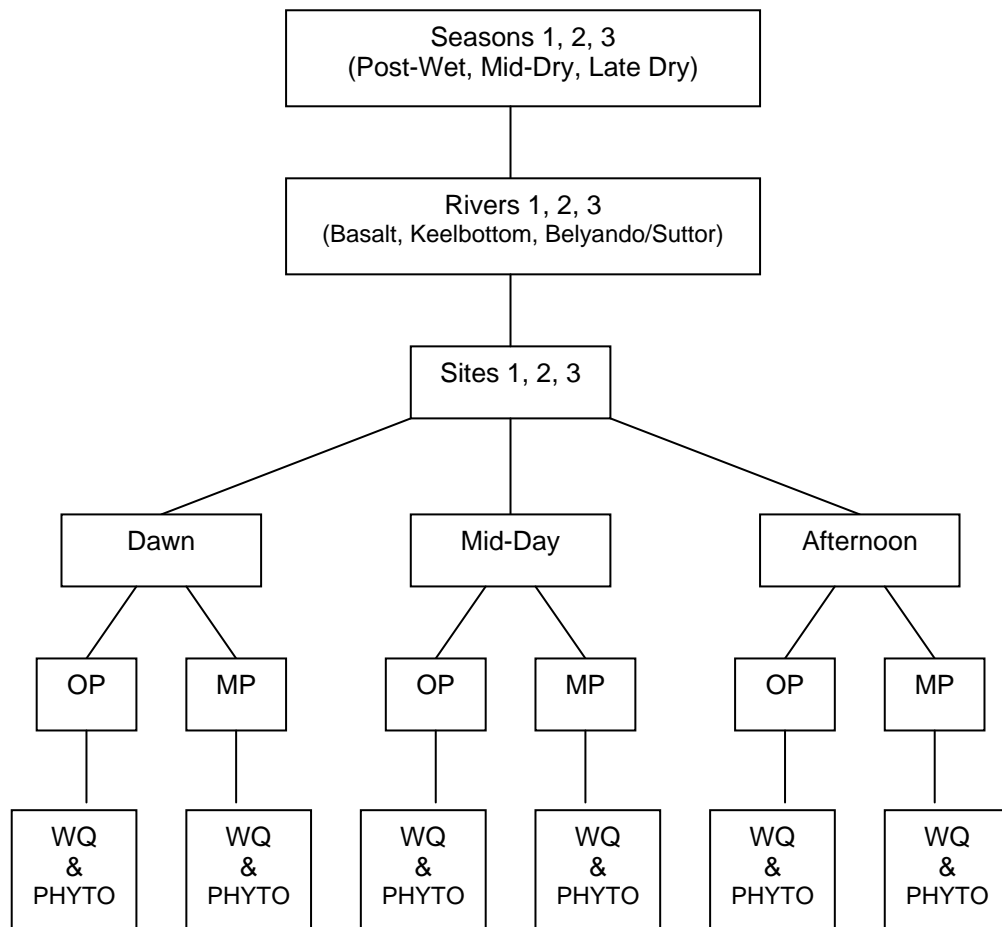 Seasons 1, 2, 3
(Post-Wet, Mid-Dry, Late Dry)
Rivers 1, 2, 3
(Basalt, Keelbottom, Belyando/Suttor)
Sites 1, 2, 3
Dawn
Mid-Day
Afternoon
OP
MP
OP
MP
OP
MP
WQ
&
PHYTO
WQ
&
PHYTO
WQ
&
PHYTO
WQ
&
PHYTO
WQ
&
PHYTO
WQ
&
PHYTO